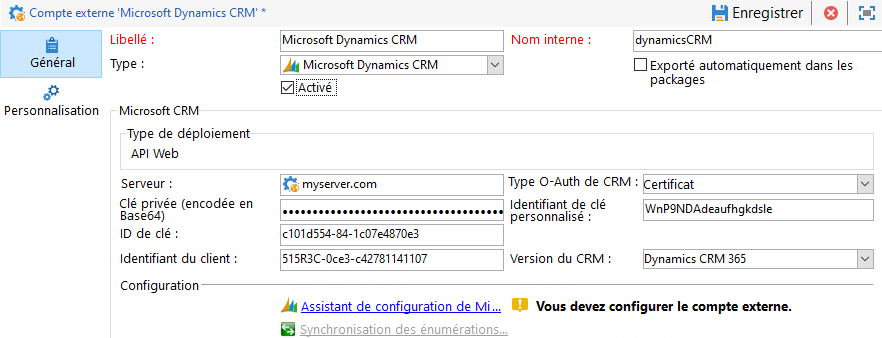 Compte externe 'Microsoft Dynamics CRM' *
Enregistrer
Général
Personnalisation
Libellé :
Microsoft Dynamics CRM
Nom interne :
dynamicsCRM
Type :
Microsoft Dynamics CRM
Exporté automatiquement dans les
packages
Activé
Microsoft CRM
Type de déploiement
API Web
Serveur :
myserver.com
Type O-Auth de CRM :
Certificat
Clé privée (encodée en
Base64)
••••••••••••••••••••••••••••••••••••
Identifiant de clé
personnalisé :
WnP9NDAdeaufhgkdsle
ID de clé :
c101d554-84-1c07e4870e3
Identifiant du client :
515R3C-0ce3-c42781141107
Version du CRM :
Dynamics CRM 365
Configuration
Assistant de configuration de Mi...
Vous devez configurer le compte externe.
Synchronisation des énumérations...